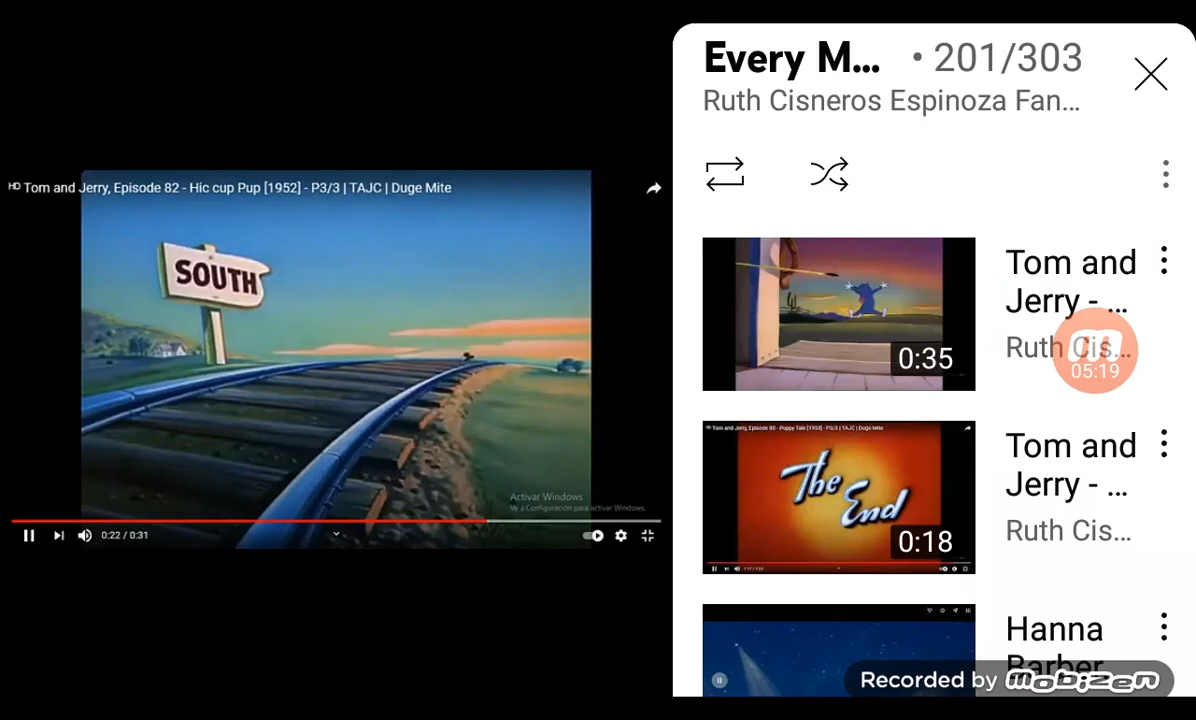 HD Tom and Jerry, Episode 82 - Hic cup Pup [1952] - P3/3 | TAJC | Duge Mite
SOUTH
Activar Windows
Ve a Configuración para activar Windows.
0:22 / 0:31
Every M... • 201/303
Ruth Cisneros Espinoza Fan...
0:35
Tom and
Jerry - ...
Ruth Cis...
m
05:19
HD Tom and Jerry, Episode 80 - Puppy Tale [1953] - P3/3 | TAJC | Duge Mite
The End
0:18
Tom and
Jerry - ...
Ruth Cis...
Hanna
Barber
Recorded by mobizen